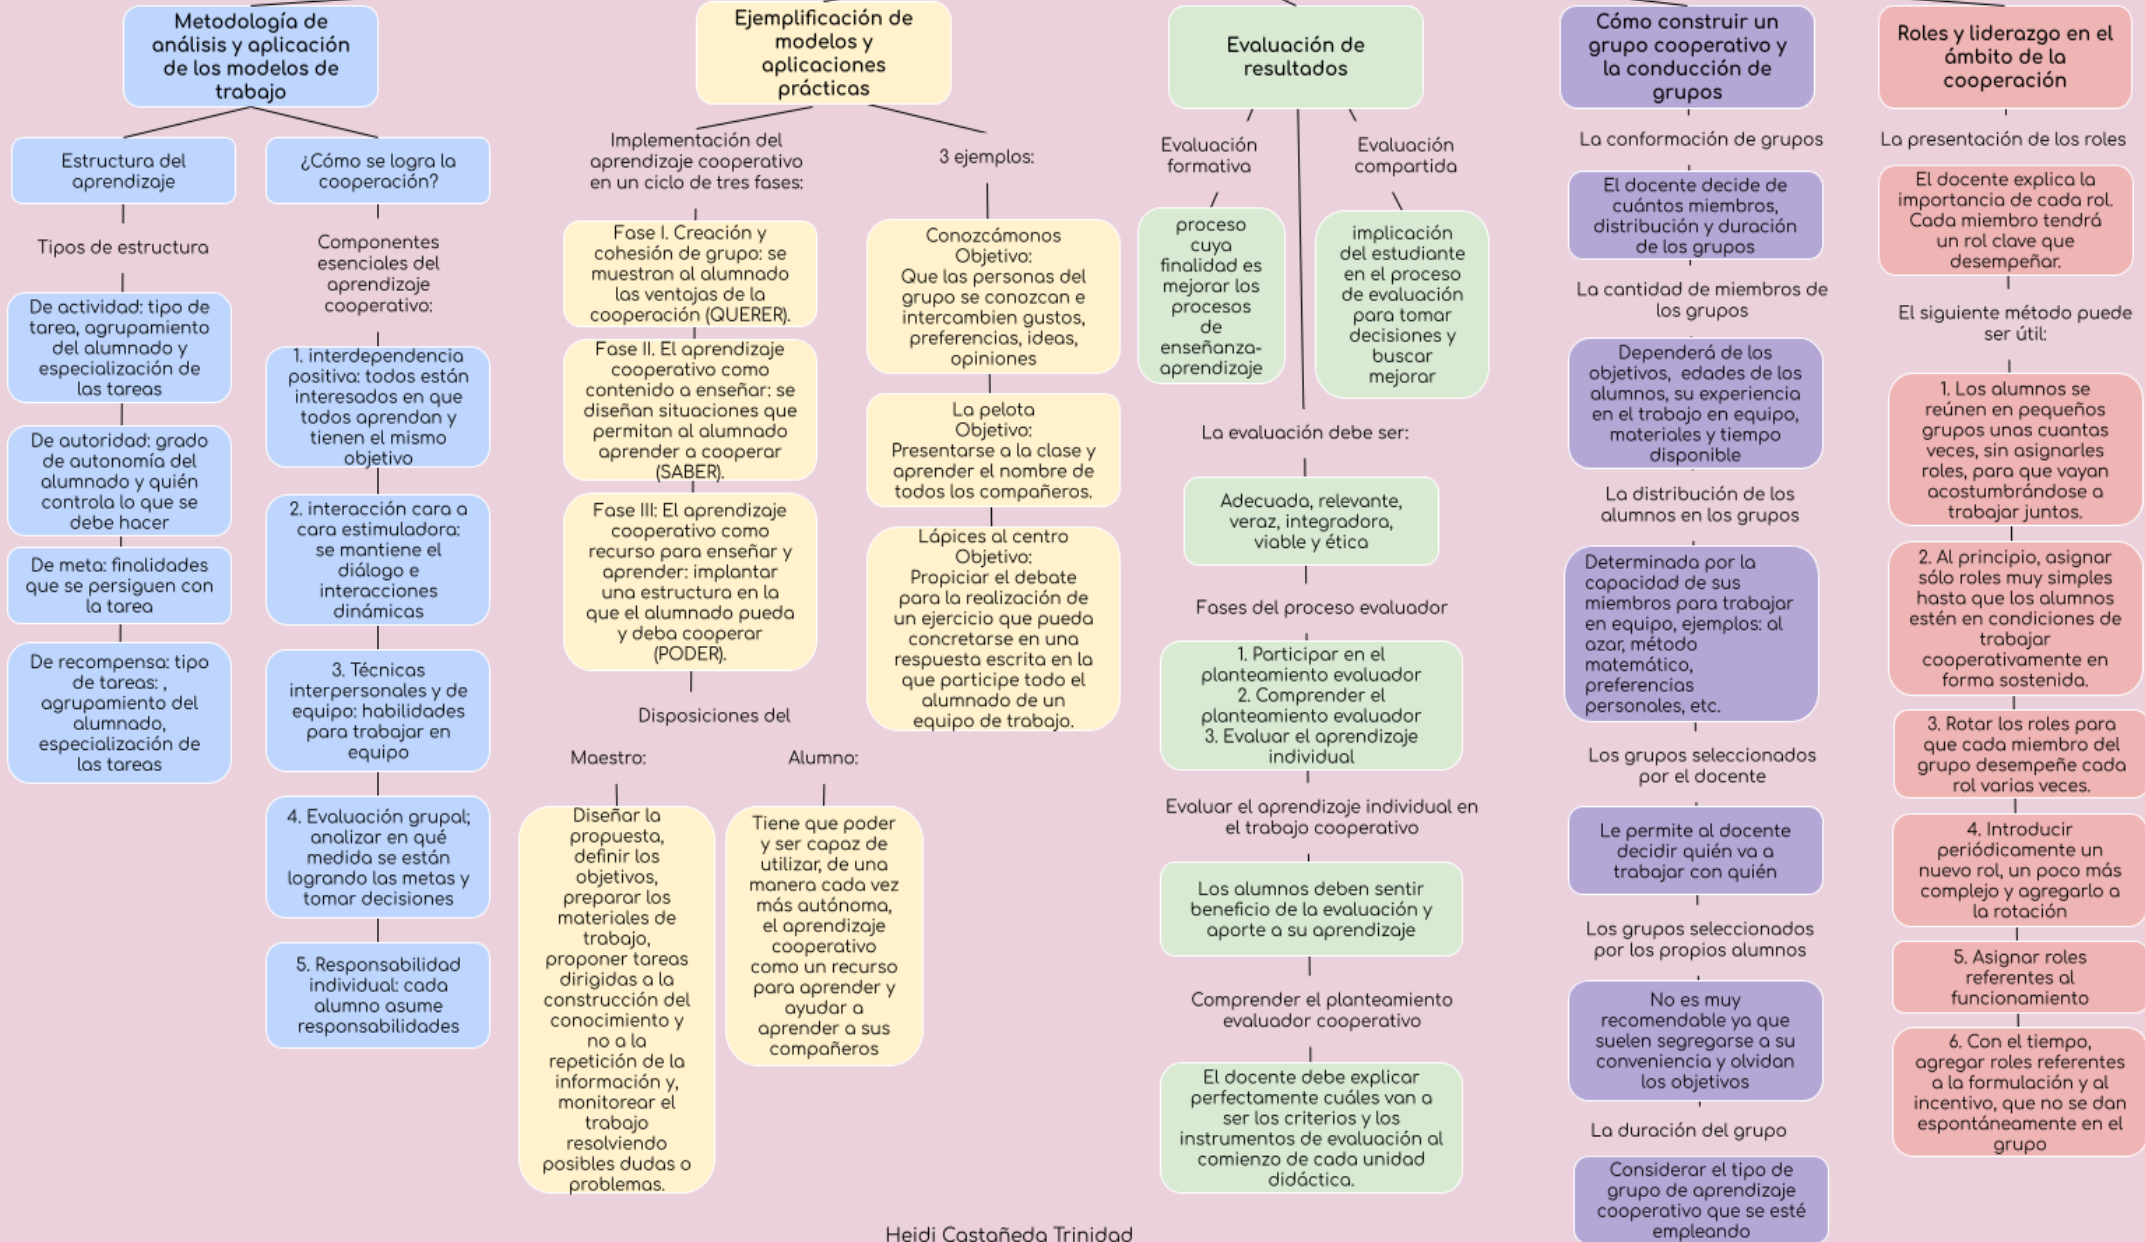 Metodología de
análisis y aplicación
de los modelos de
trabajo
Estructura del
aprendizaje
Tipos de estructura
De actividad: tipo de
tarea, agrupamiento
del alumnado y
especialización de
las tareas
De autoridad: grado
de autonomía del
alumnado y quién
controla lo que se
debe hacer
De meta: finalidades
que se persiguen con
la tarea
De recompensa: tipo
de tareas: ,
agrupamiento del
alumnado,
especialización de
las tareas
¿Cómo se logra la
cooperación?
Componentes
esenciales del
aprendizaje
cooperativo:
1. interdependencia
positiva: todos están
interesados en que
todos aprendan y
tienen el mismo
objetivo
2. interacción cara a
cara estimuladora:
se mantiene el
diálogo e
interacciones
dinámicas
3. Técnicas
interpersonales y de
equipo: habilidades
para trabajar en
equipo
4. Evaluación grupal;
analizar en qué
medida se están
logrando las metas y
tomar decisiones
5. Responsabilidad
individual: cada
alumno asume
responsabilidades
Ejemplificación de
modelos y
aplicaciones
prácticas
Implementación del
aprendizaje cooperativo
en un ciclo de tres fases:
Fase I. Creación y
cohesión de grupo: se
muestran al alumnado
las ventajas de la
cooperación (QUERER).
Fase II. El aprendizaje
cooperativo como
contenido a enseñar: se
diseñan situaciones que
permitan al alumnado
aprender a cooperar
(SABER).
Fase III: El aprendizaje
cooperativo como
recurso para enseñar y
aprender: implantar
una estructura en la
que el alumnado pueda
y deba cooperar
(PODER).
Disposiciones del
Maestro:
Diseñar la
propuesta,
definir los
objetivos,
preparar los
materiales de
trabajo,
proponer tareas
dirigidas a la
construcción del
conocimiento y
no a la
repetición de la
información y,
monitorear el
trabajo
resolviendo
posibles dudas o
problemas.
Alumno:
Tiene que poder
y ser capaz de
utilizar, de una
manera cada vez
más autónoma,
el aprendizaje
cooperativo
como un recurso
para aprender y
ayudar a
aprender a sus
compañeros
3 ejemplos:
Conozcámonos
Objetivo:
Que las personas del
grupo se conozcan e
intercambien gustos,
preferencias, ideas,
opiniones
La pelota
Objetivo:
Presentarse a la clase y
aprender el nombre de
todos los compañeros.
Lápices al centro
Objetivo:
Propiciar el debate
para la realización de
un ejercicio que pueda
concretarse en una
respuesta escrita en la
que participe todo el
alumnado de un
equipo de trabajo.
Evaluación de
resultados
Evaluación
formativa
proceso
cuya
finalidad es
mejorar los
procesos
de
enseñanza-
aprendizaje
Evaluación
compartida
implicación
del estudiante
en el proceso
de evaluación
para tomar
decisiones y
buscar
mejorar
La evaluación debe ser:
Adecuada, relevante,
veraz, integradora,
viable y ética
Fases del proceso evaluador
1. Participar en el
planteamiento evaluador
2. Comprender el
planteamiento evaluador
3. Evaluar el aprendizaje
individual
Evaluar el aprendizaje individual en
el trabajo cooperativo
Los alumnos deben sentir
beneficio de la evaluación y
aporte a su aprendizaje
Comprender el planteamiento
evaluador cooperativo
El docente debe explicar
perfectamente cuáles van a
ser los criterios y los
instrumentos de evaluación al
comienzo de cada unidad
didáctica.
Cómo construir un
grupo cooperativo y
la conducción de
grupos
La conformación de grupos
El docente decide de
cuántos miembros,
distribución y duración
de los grupos
La cantidad de miembros de
los grupos
Dependerá de los
objetivos, edades de los
alumnos, su experiencia
en el trabajo en equipo,
materiales y tiempo
disponible
La distribución de los
alumnos en los grupos
Determinada por la
capacidad de sus
miembros para trabajar
en equipo, ejemplos: al
azar, método
matemático,
preferencias
personales, etc.
Los grupos seleccionados
por el docente
Le permite al docente
decidir quién va a
trabajar con quién
Los grupos seleccionados
por los propios alumnos
No es muy
recomendable ya que
suelen segregarse a su
conveniencia y olvidan
los objetivos
La duración del grupo
Considerar el tipo de
grupo de aprendizaje
cooperativo que se esté
empleando
Roles y liderazgo en el
ámbito de la
cooperación
La presentación de los roles
El docente explica la
importancia de cada rol.
Cada miembro tendrá
un rol clave que
desempeñar.
El siguiente método puede
ser útil:
1. Los alumnos se
reúnen en pequeños
grupos unas cuantas
veces, sin asignarles
roles, para que vayan
acostumbrándose a
trabajar juntos.
2. Al principio, asignar
sólo roles muy simples
hasta que los alumnos
estén en condiciones de
trabajar
cooperativamente en
forma sostenida.
3. Rotar los roles para
que cada miembro del
grupo desempeñe cada
rol varias veces.
4. Introducir
periódicamente un
nuevo rol, un poco más
complejo y agregarlo a
la rotación
5. Asignar roles
referentes al
funcionamiento
6. Con el tiempo,
agregar roles referentes
a la formulación y al
incentivo, que no se dan
espontáneamente en el
grupo
Heidi Castañeda Trinidad